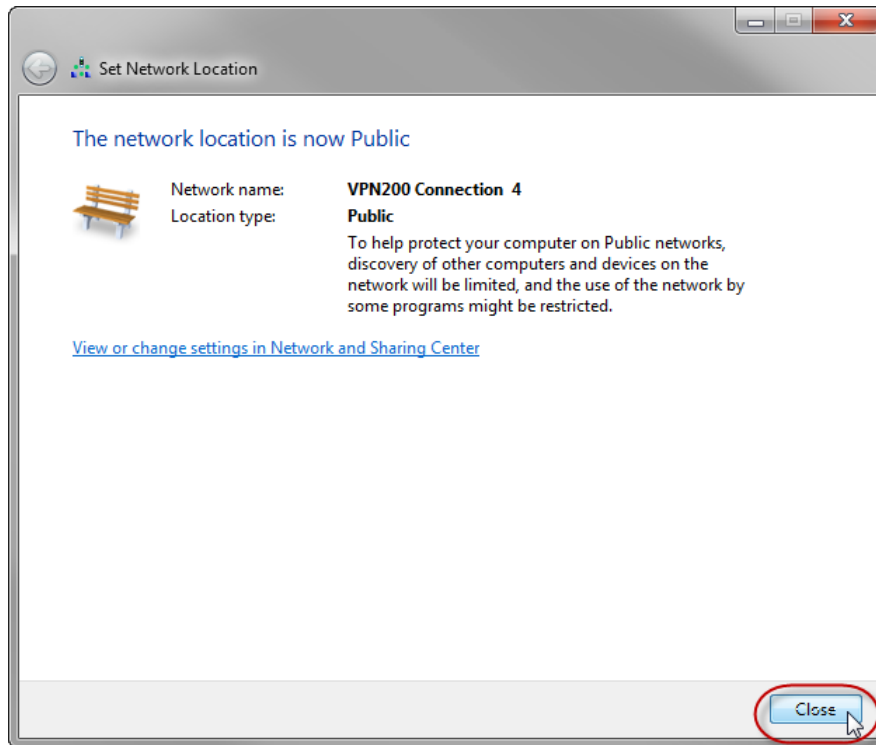 Set Network Location
The network location is now Public
Network name: VPN200 Connection 4
Location type: Public
To help protect your computer on Public networks,
discovery of other computers and devices on the
network will be limited, and the use of the network by
some programs might be restricted.
View or change settings in Network and Sharing Center
Close